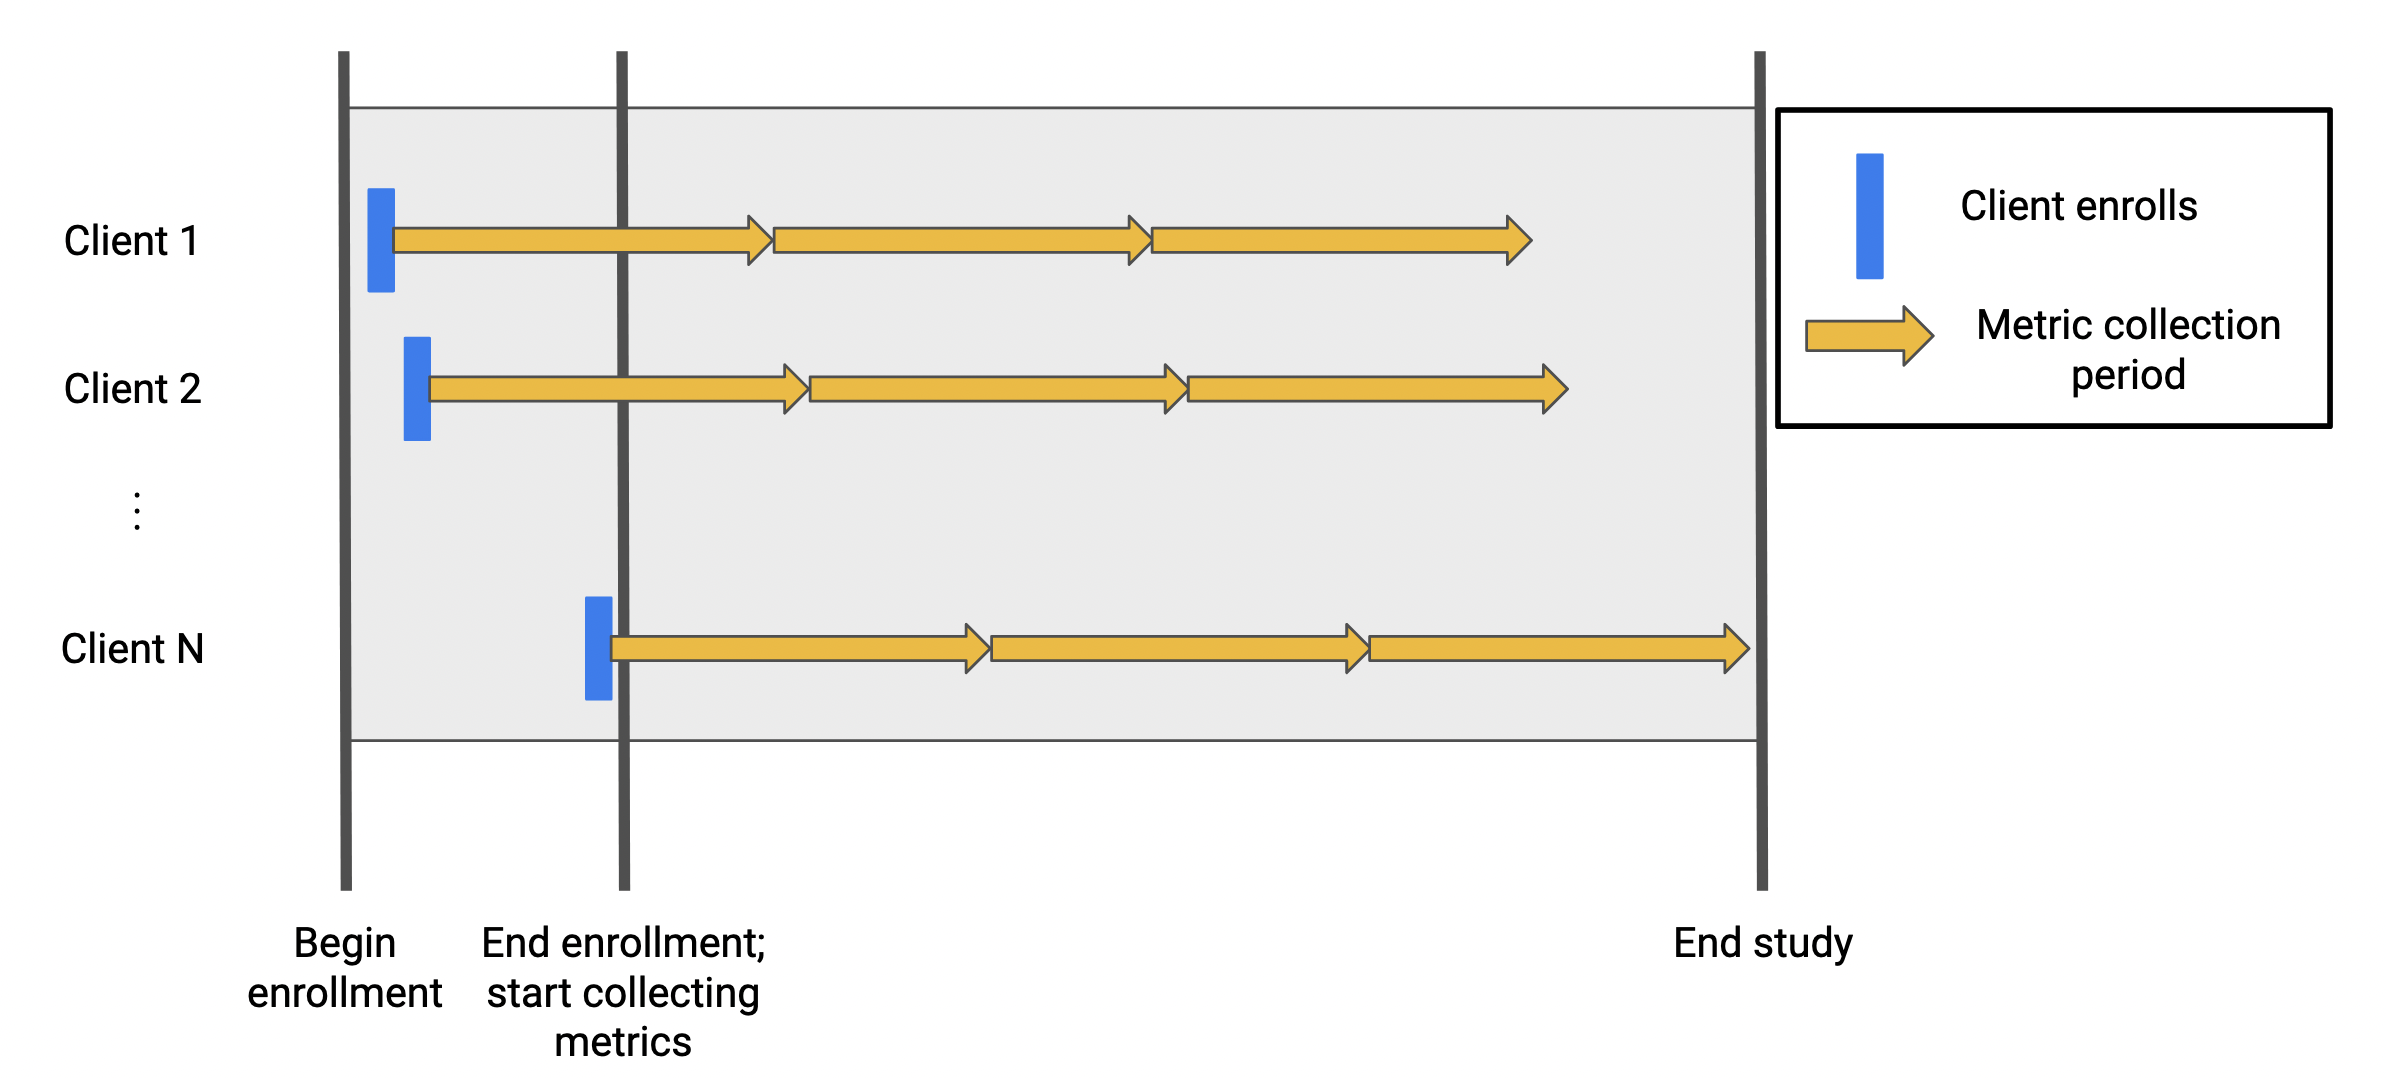 Client 1
Client 2
⋮
Client N
Client enrolls
Metric collection
period
Begin
enrollment
End enrollment;
start collecting
metrics
End study